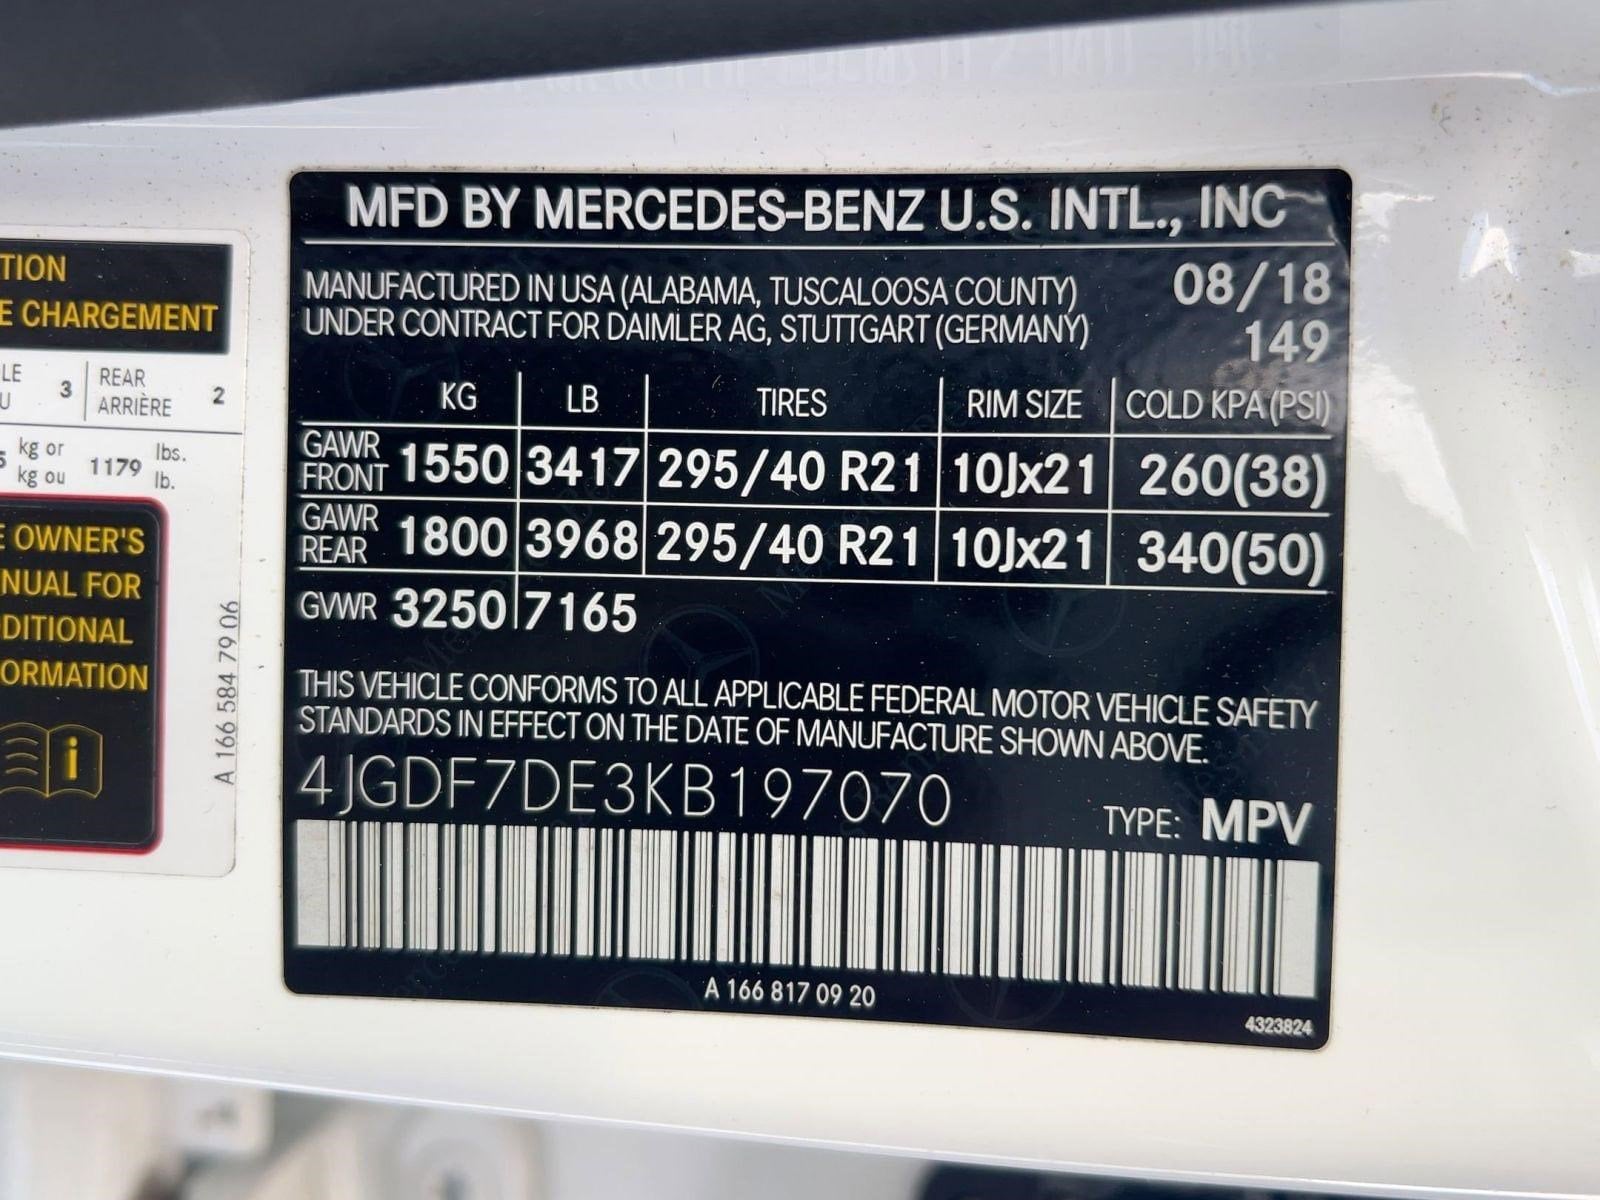 TION
E CHARGEMENT
LE
U
3
REAR
ARRIÈRE
2
kg or
kg ou
1179
lbs.
lb.
E OWNER'S
NUAL FOR
DITIONAL
ORMATION
i
A 166 584 79 06
MFD BY MERCEDES-BENZ U.S. INTL., INC
MANUFACTURED IN USA (ALABAMA, TUSCALOOSA COUNTY) 08/18
UNDER CONTRACT FOR DAIMLER AG, STUTTGART (GERMANY) 149
KG LB TIRES RIM SIZE COLD KPA (PSI)
GAWR FRONT 1550 3417 295/40 R21 10Jx21 260(38)
GAWR REAR 1800 3968 295/40 R21 10Jx21 340(50)
GVWR 3250 7165
THIS VEHICLE CONFORMS TO ALL APPLICABLE FEDERAL MOTOR VEHICLE SAFETY
STANDARDS IN EFFECT ON THE DATE OF MANUFACTURE SHOWN ABOVE.
4JGDF7DE3KB197070
TYPE: MPV
A 166 817 09 20
4323824